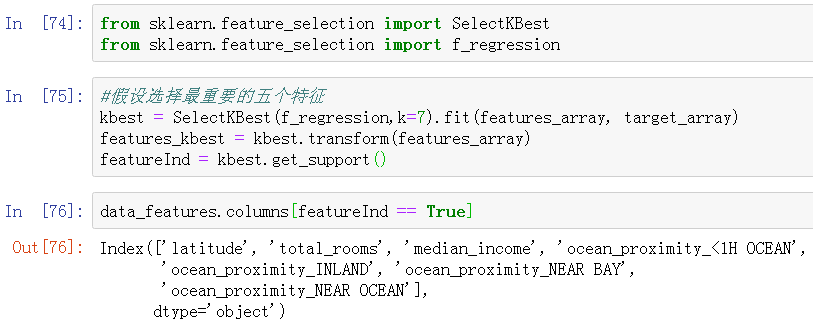 In [74]: from sklearn.feature_selection import SelectKBest
from sklearn.feature_selection import f_regression
In [75]: #假设选择最重要的五个特征
kbest = SelectKBest(f_regression,k=7).fit(features_array, target_array)
features_kbest = kbest.transform(features_array)
featureInd = kbest.get_support()
In [76]: data_features.columns[featureInd == True]
Out[76]: Index(['latitude', 'total_rooms', 'median_income', 'ocean_proximity_<1H OCEAN',
'ocean_proximity_INLAND', 'ocean_proximity_NEAR BAY',
'ocean_proximity_NEAR OCEAN'],
dtype='object')